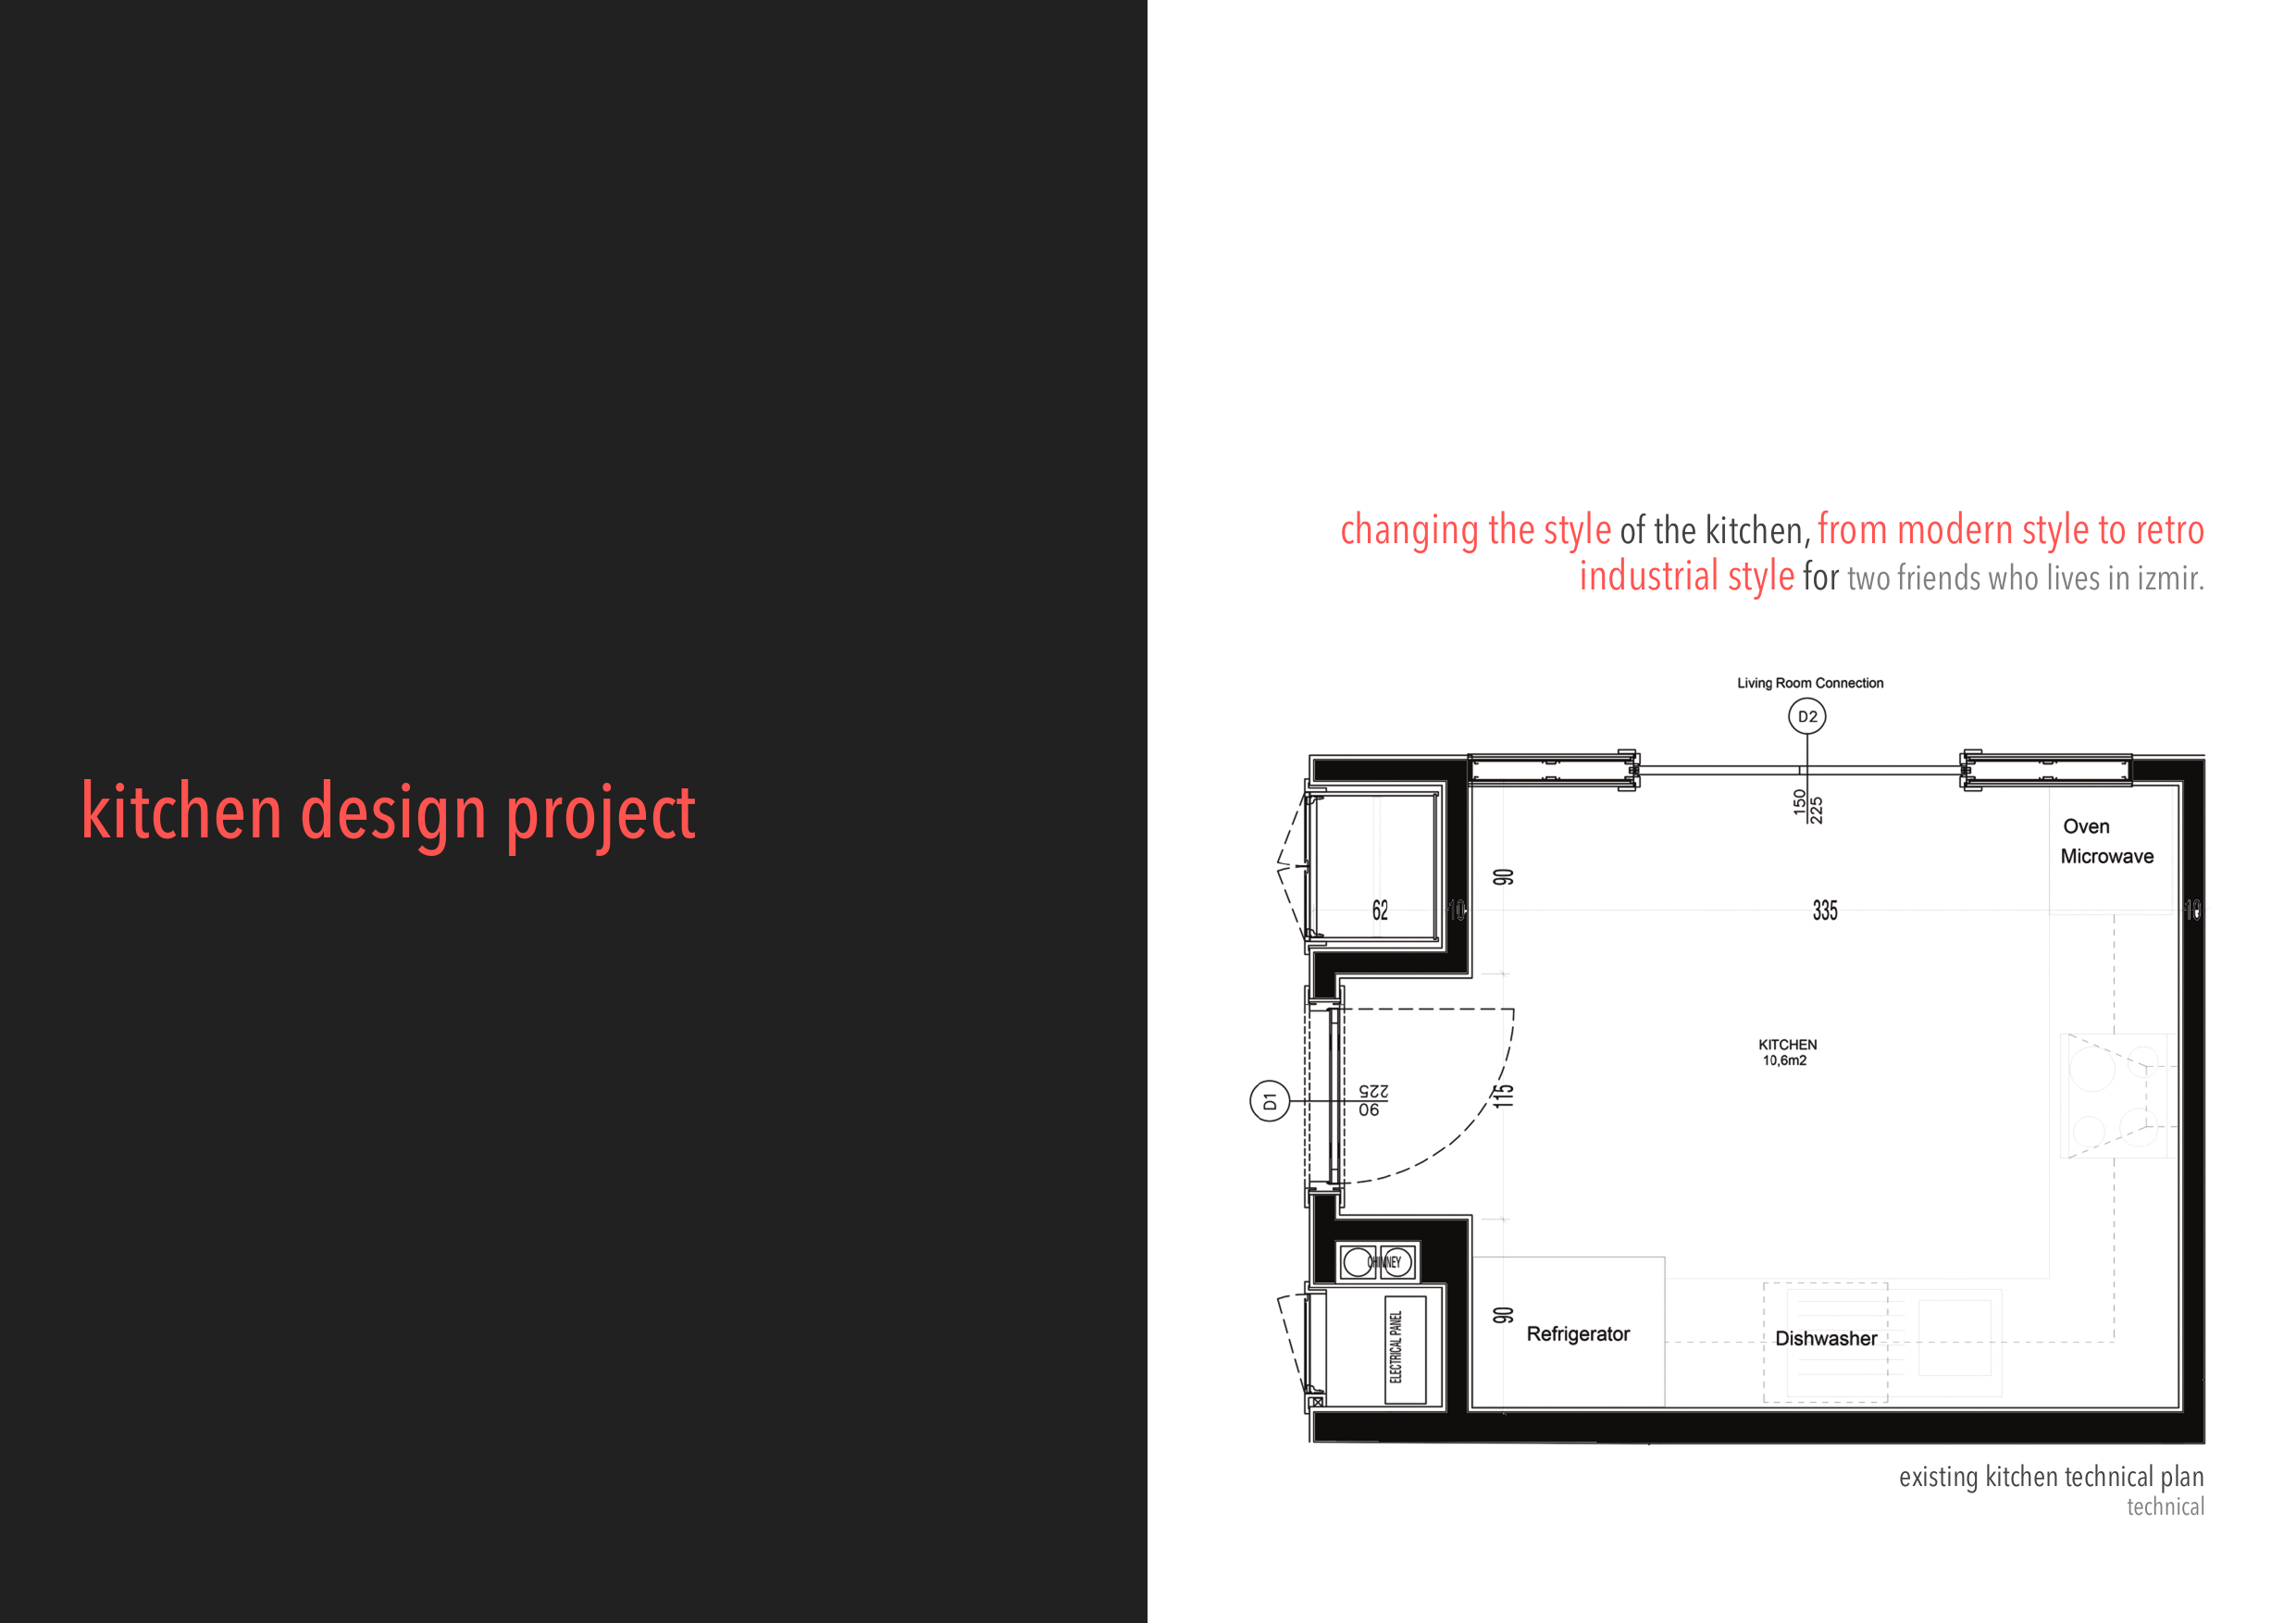 kitchen design project
changing the style of the kitchen, from modern style to retro
industrial style for two friends who lives in izmir.
Living Room Connection
D2
150
225
Oven
Microwave
90
62
10
335
10
KITCHEN
10,6m2
D1
225
90
115
CHIMNEY
90
ELECTRICAL PANEL
Refrigerator
Dishwasher
existing kitchen technical plan
technical